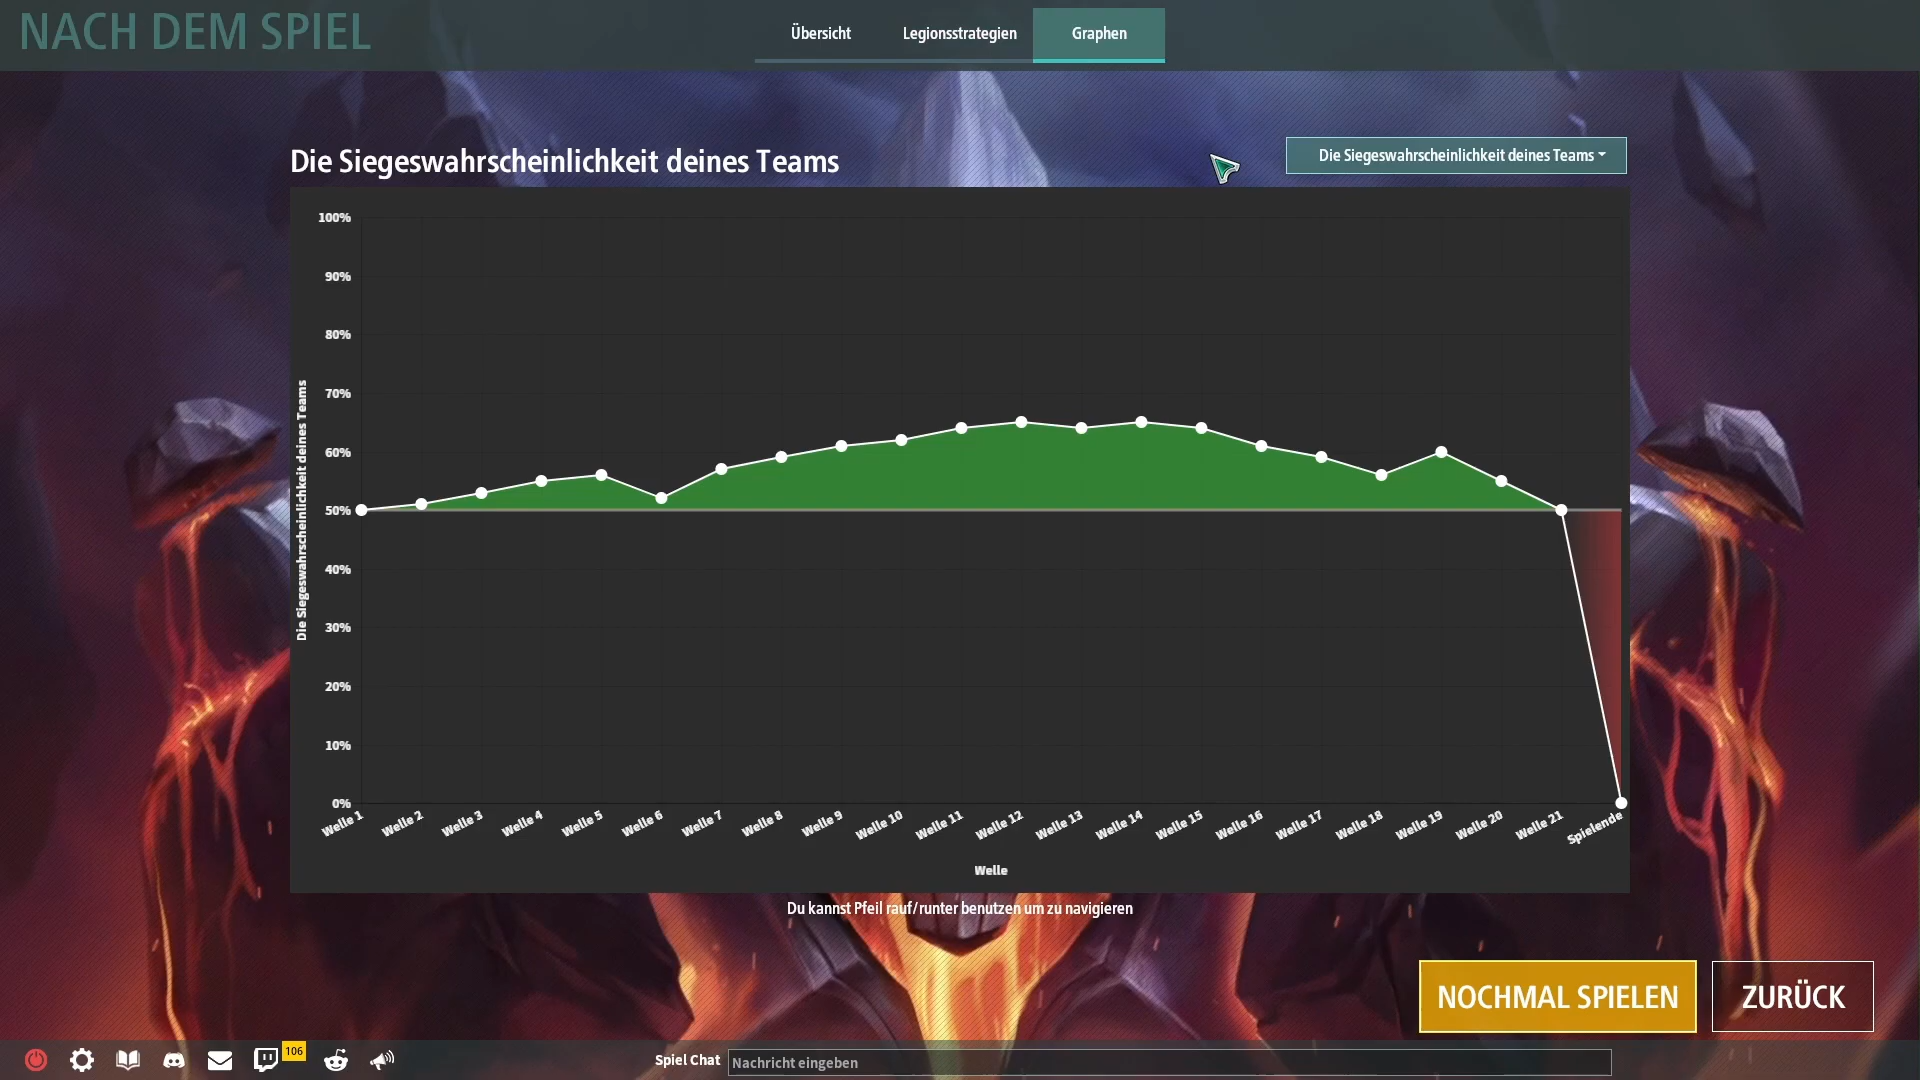 NACH DEM SPIEL
Übersicht
Legionsstrategien
Graphen
Die Siegeswahrscheinlichkeit deines Teams
Die Siegeswahrscheinlichkeit deines Teams
Die Siegeswahrscheinlichkeit deines Teams
100%
90%
80%
70%
60%
50%
40%
30%
20%
10%
0%
Welle 1
Welle 2
Welle 3
Welle 4
Welle 5
Welle 6
Welle 7
Welle 8
Welle 9
Welle 10
Welle 11
Welle 12
Welle 13
Welle 14
Welle 15
Welle 16
Welle 17
Welle 18
Welle 19
Welle 20
Welle 21
Spielende
Welle
Du kannst Pfeil rauf/runter benutzen um zu navigieren
NOCHMAL SPIELEN
ZURÜCK
106
Spiel Chat
Nachricht eingeben